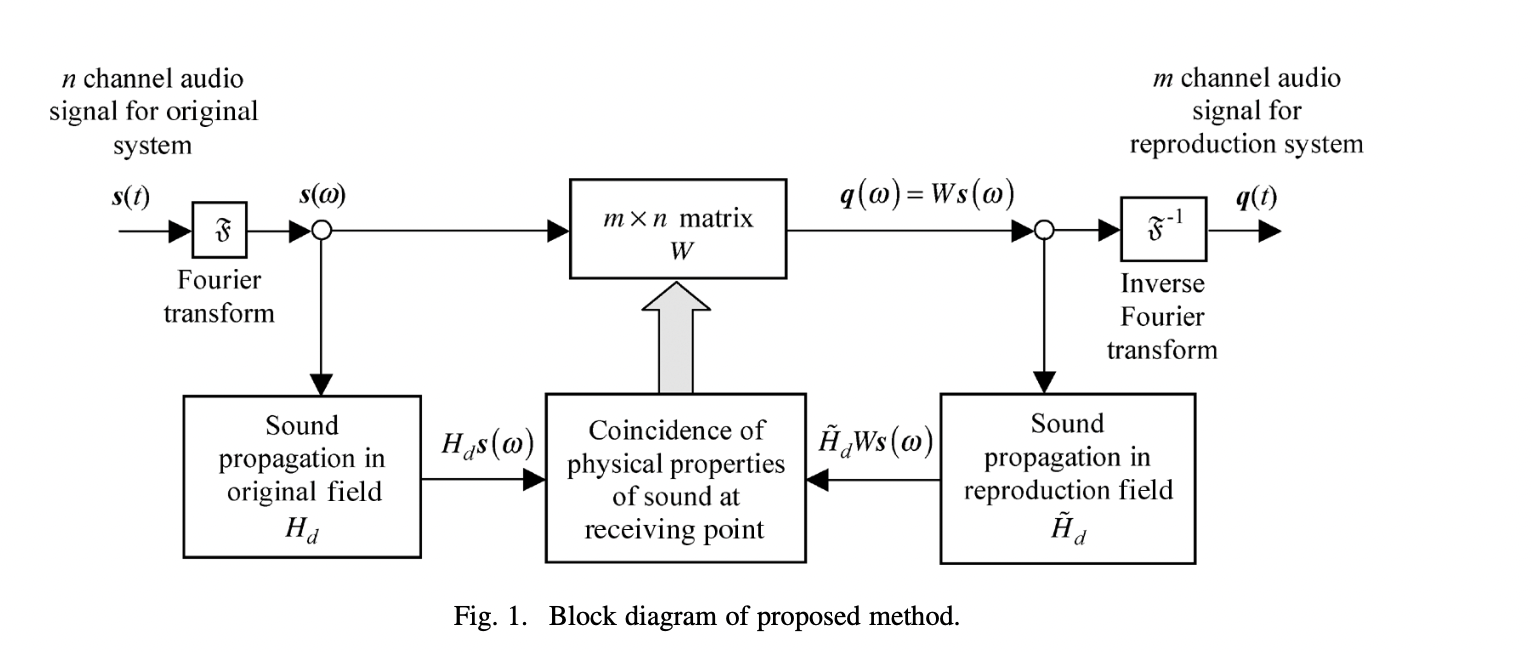 n channel audio
signal for original
system
m channel audio
signal for
reproduction system
s(t)
s(ω)
q(ω) = Ws(ω)
q(t)
𝔉
m × n matrix
W
𝔉⁻¹
Fourier
transform
Inverse
Fourier
transform
Sound
propagation in
original field
H_d
H_d s(ω)
Coincidence of
physical properties
of sound at
receiving point
H̃_d Ws(ω)
Sound
propagation in
reproduction field
H̃_d
Fig. 1. Block diagram of proposed method.